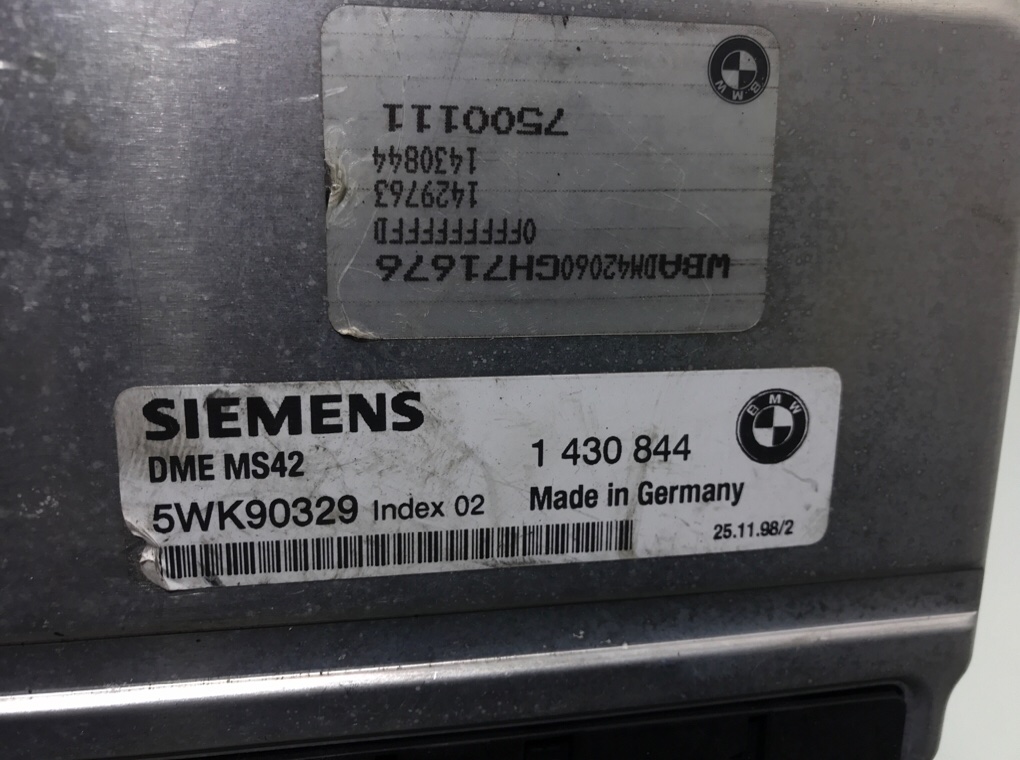 7500111
1430844
1429763
0FFFFFFFFD
WBADM42060GH71676
BMW
SIEMENS
DME MS42
5WK90329 Index 02
1 430 844
Made in Germany
25.11.98/2
BMW